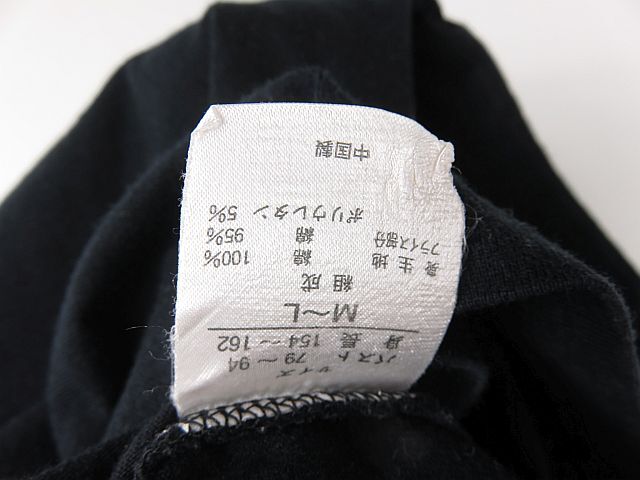 サイズ
バスト 79～94
身長 154～162
M～L
組成
身生地 綿 100%
フライス部分 綿 95%
ポリウレタン 5%
中国製